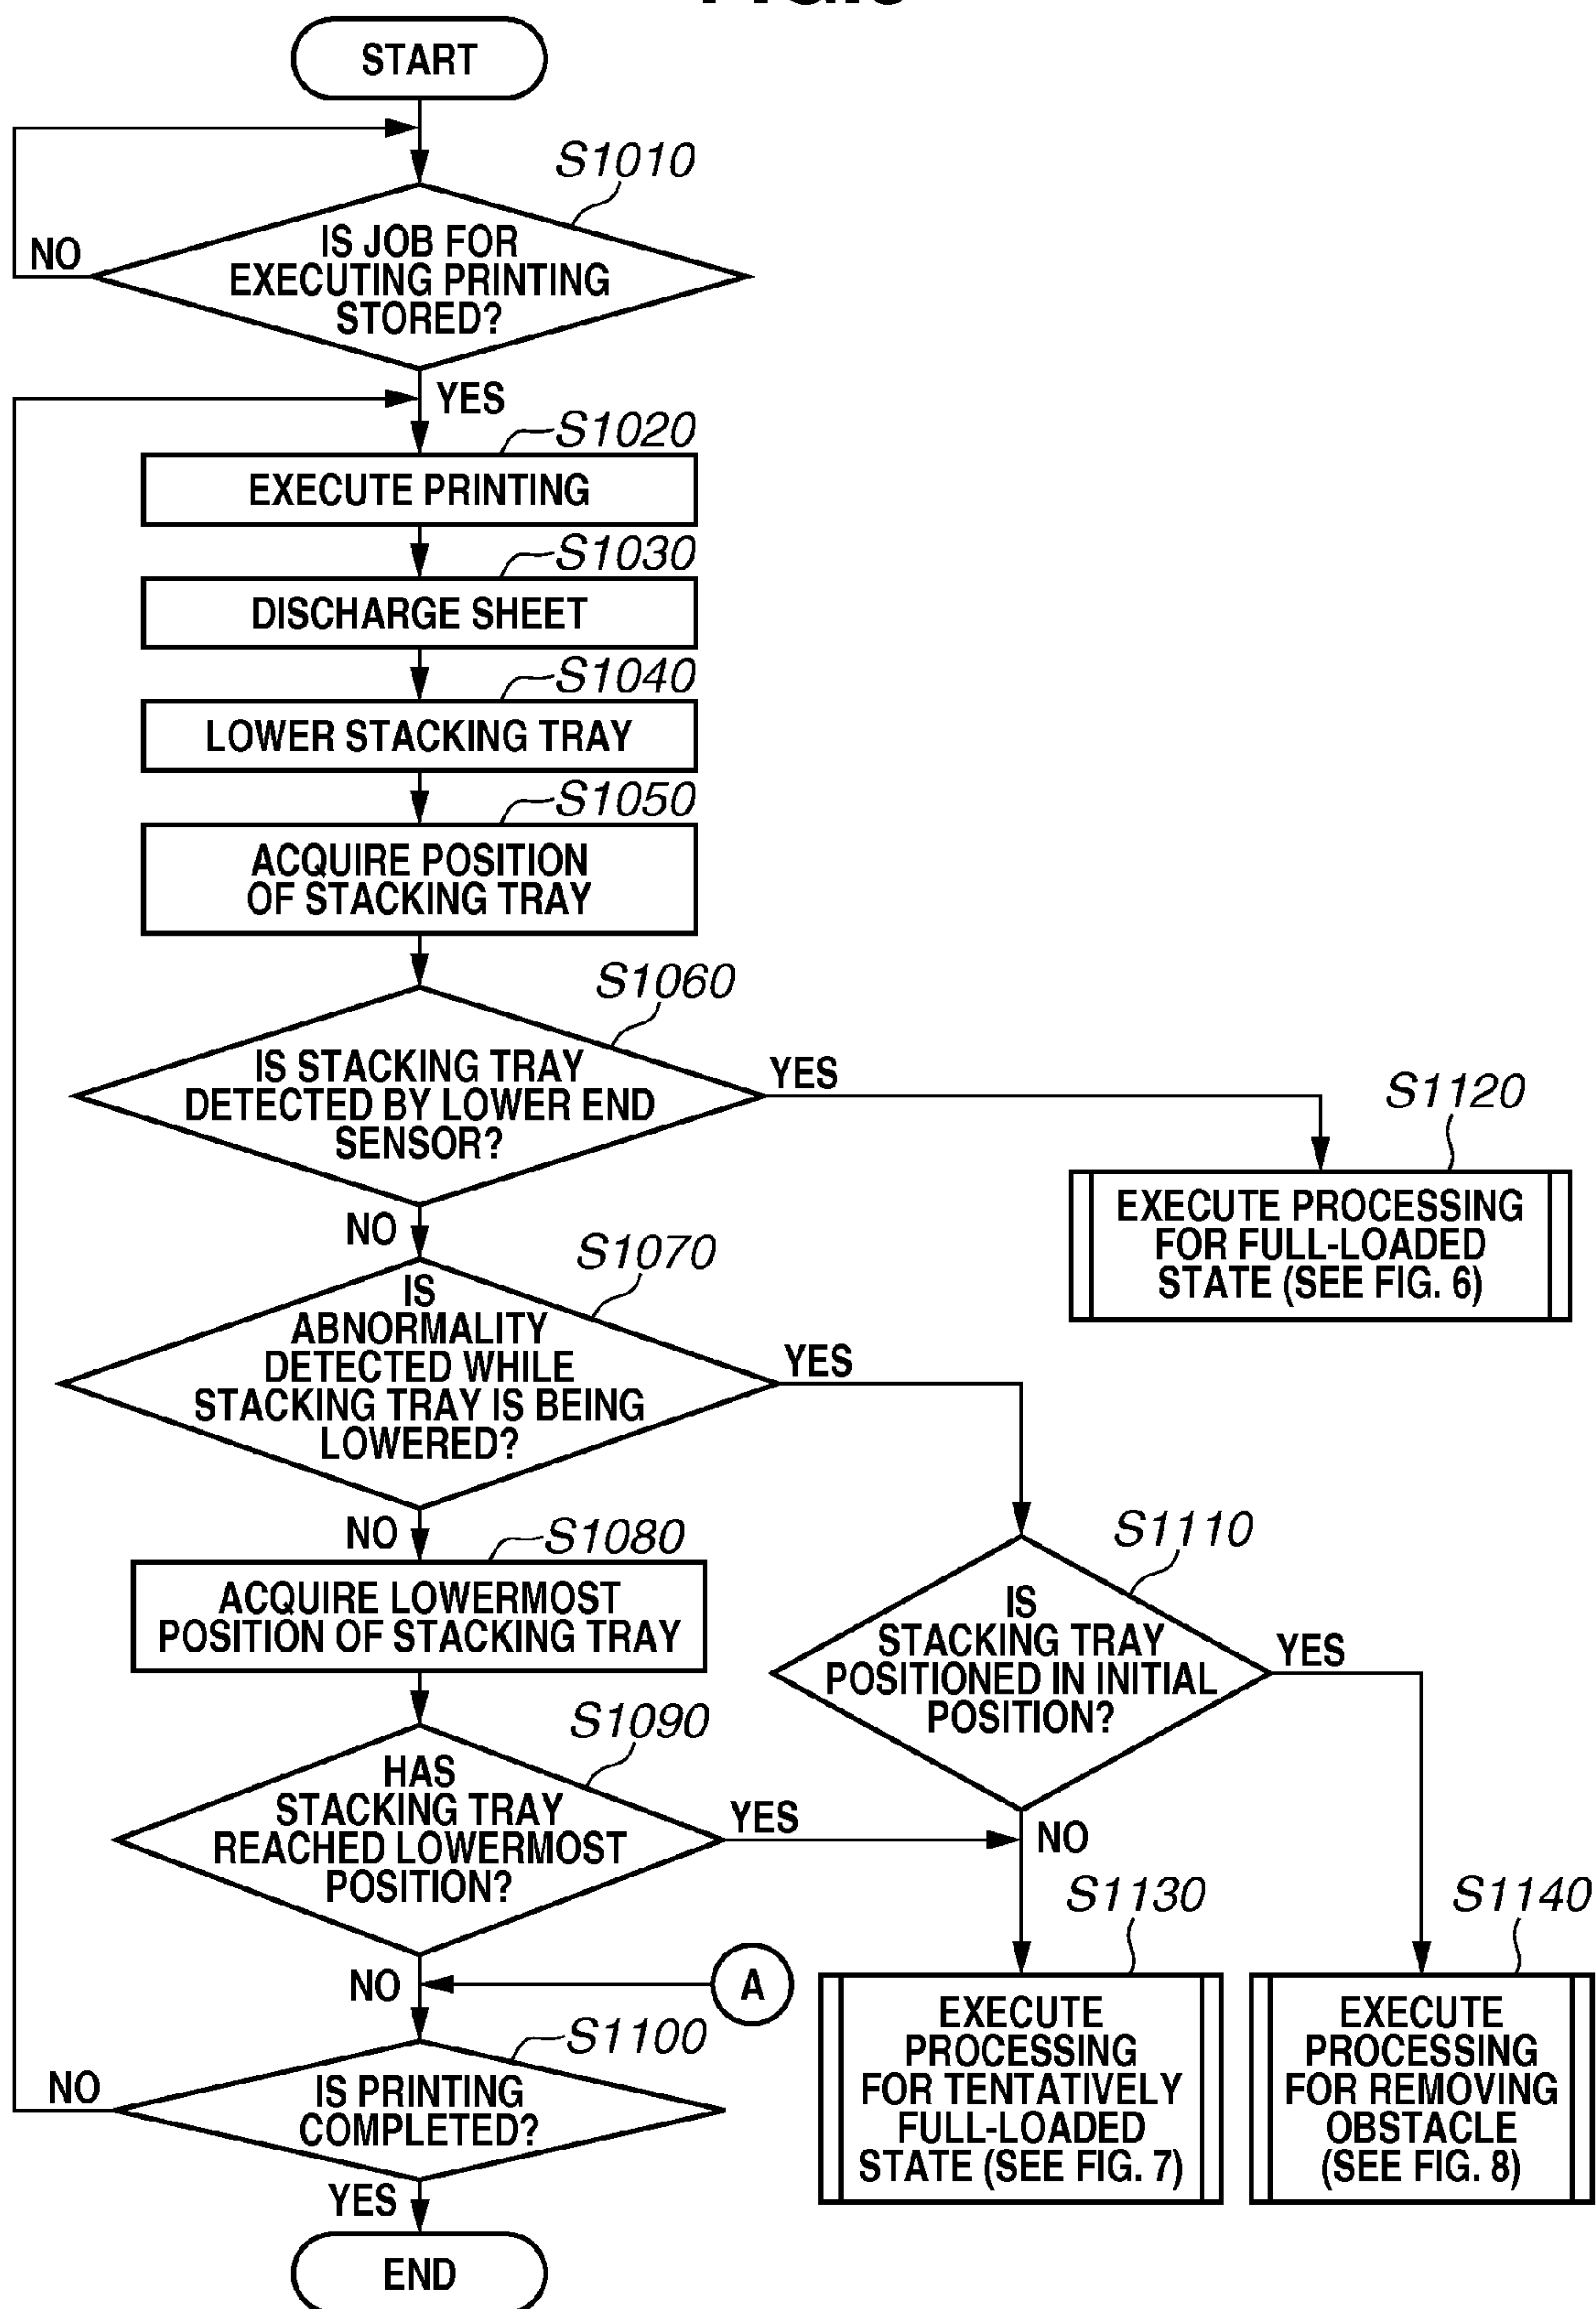 START
S1010
IS JOB FOR
EXECUTING PRINTING
STORED?
NO
YES
S1020
EXECUTE PRINTING
S1030
DISCHARGE SHEET
S1040
LOWER STACKING TRAY
S1050
ACQUIRE POSITION
OF STACKING TRAY
S1060
IS STACKING TRAY
DETECTED BY LOWER END
SENSOR?
YES
NO
S1120
EXECUTE PROCESSING
FOR FULL-LOADED
STATE (SEE FIG. 6)
S1070
IS
ABNORMALITY
DETECTED WHILE
STACKING TRAY IS BEING
LOWERED?
YES
NO
S1080
ACQUIRE LOWERMOST
POSITION OF STACKING TRAY
S1110
IS
STACKING TRAY
POSITIONED IN INITIAL
POSITION?
YES
NO
S1090
HAS
STACKING TRAY
REACHED LOWERMOST
POSITION?
YES
NO
A
S1130
EXECUTE
PROCESSING
FOR TENTATIVELY
FULL-LOADED
STATE (SEE FIG. 7)
S1140
EXECUTE
PROCESSING
FOR REMOVING
OBSTACLE
(SEE FIG. 8)
S1100
IS PRINTING
COMPLETED?
NO
YES
END